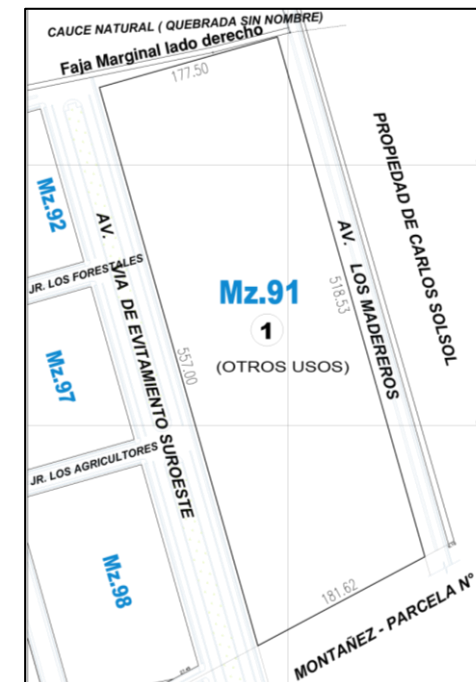 CAUCE NATURAL ( QUEBRADA SIN NOMBRE)
Faja Marginal lado derecho
177.50
PROPIEDAD DE CARLOS SOLSOL
Mz.92
AV. VIA DE EVITAMIENTO SUROESTE
AV. LOS MADEREROS
JR. LOS FORESTALES
Mz.91
518.53
1
(OTROS USOS)
557.00
Mz.97
JR. LOS AGRICULTORES
Mz.98
181.62
MONTAÑEZ - PARCELA N°